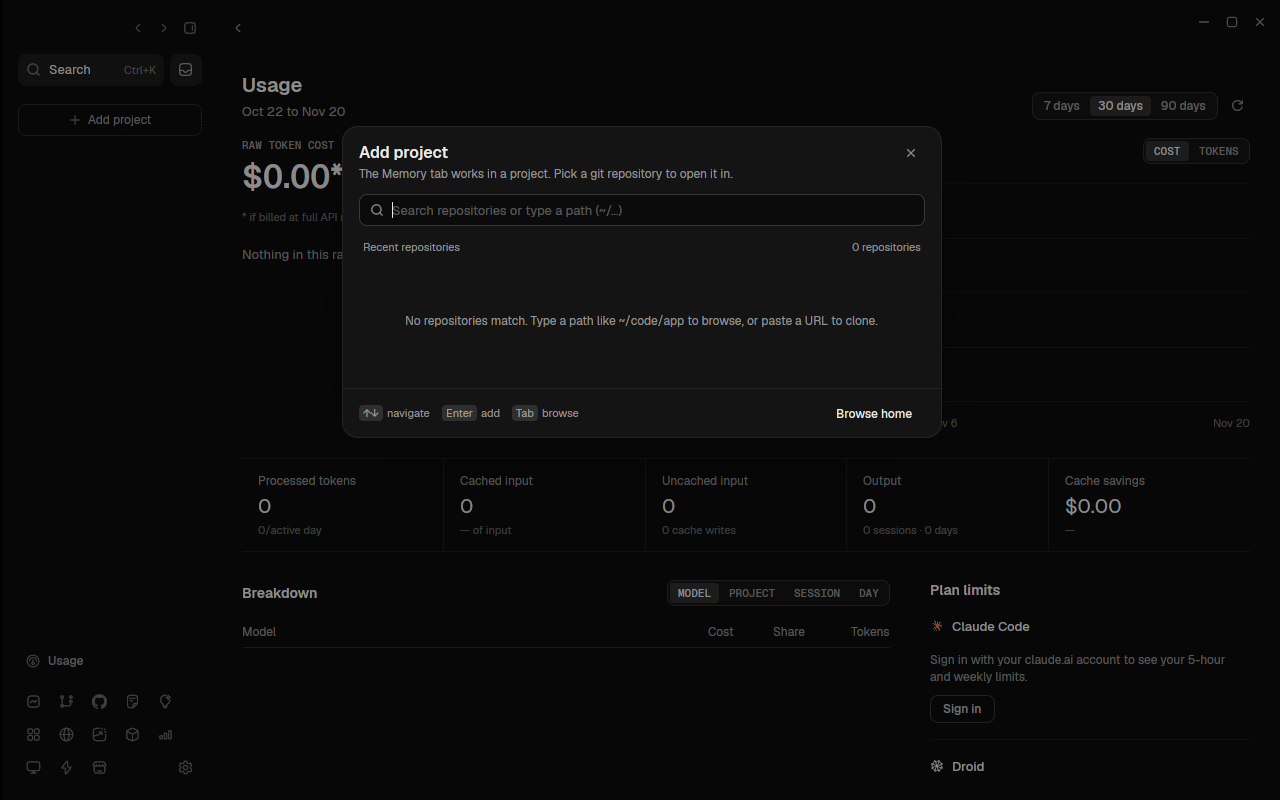 Search
Ctrl+K
Add project
Usage
Oct 22 to Nov 20
7 days
30 days
90 days
RAW TOKEN COST
COST
TOKENS
$0.00*
* if billed at full API
Nothing in this ra
Add project
The Memory tab works in a project. Pick a git repository to open it in.
Search repositories or type a path (~/…)
Recent repositories
0 repositories
No repositories match. Type a path like ~/code/app to browse, or paste a URL to clone.
↑↓ navigate
Enter add
Tab browse
Browse home
v 6
Nov 20
Processed tokens
0
0/active day
Cached input
0
— of input
Uncached input
0
0 cache writes
Output
0
0 sessions · 0 days
Cache savings
$0.00
—
Breakdown
MODEL
PROJECT
SESSION
DAY
Model
Cost
Share
Tokens
Plan limits
Claude Code
Sign in with your claude.ai account to see your 5-hour
and weekly limits.
Sign in
Droid
Usage